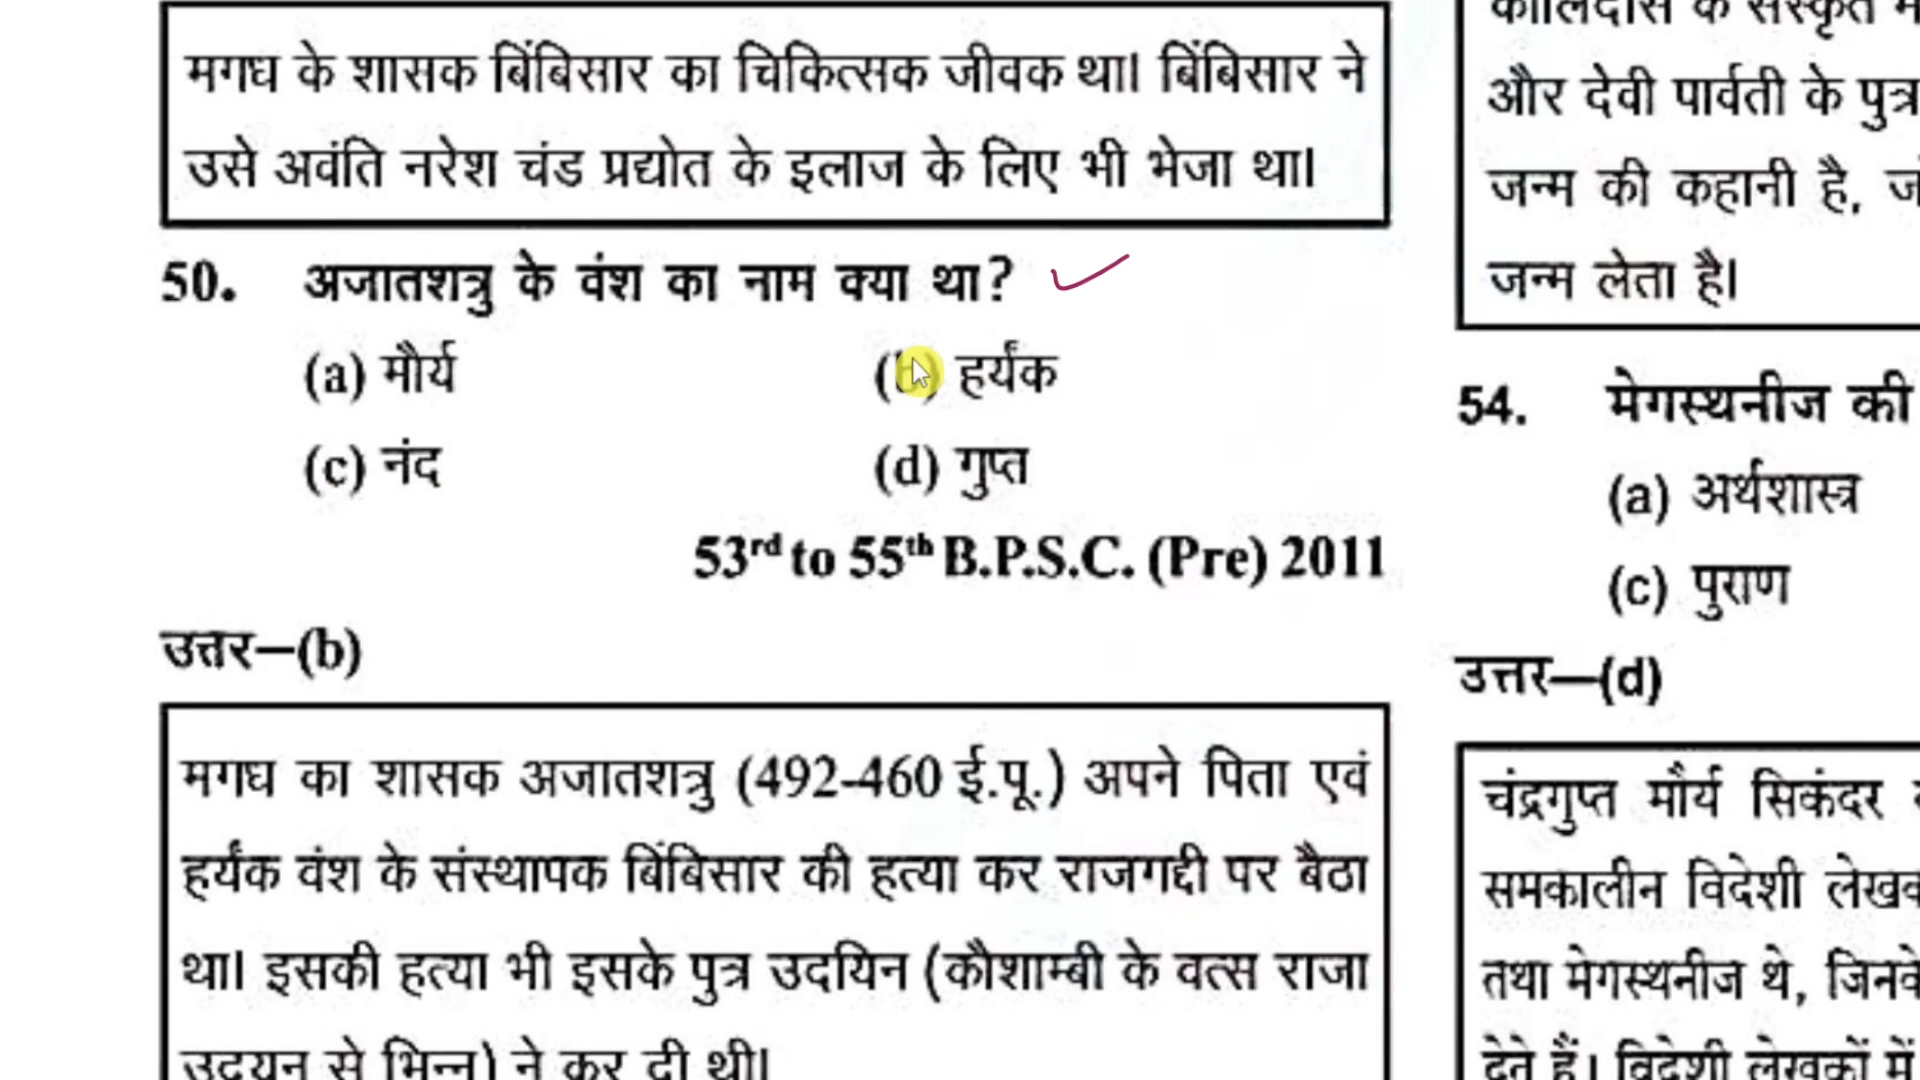 मगध के शासक बिंबिसार का चिकित्सक जीवक था। बिंबिसार ने
उसे अवंति नरेश चंड प्रद्योत के इलाज के लिए भी भेजा था।
50. अजातशत्रु के वंश का नाम क्या था?
(a) मौर्य (b) हर्यंक
(c) नंद (d) गुप्त
53rd to 55th B.P.S.C. (Pre) 2011
उत्तर—(b)
मगध का शासक अजातशत्रु (492-460 ई.पू.) अपने पिता एवं
हर्यंक वंश के संस्थापक बिंबिसार की हत्या कर राजगद्दी पर बैठा
था। इसकी हत्या भी इसके पुत्र उदयिन (कौशाम्बी के वत्स राजा
उदयन से भिन्न) ने कर दी थी।
कालिदास के संस्कृत
और देवी पार्वती के पुत्र
जन्म की कहानी है,
जन्म लेता है।
54. मेगस्थनीज की
(a) अर्थशास्त्र
(c) पुराण
उत्तर—(d)
चंद्रगुप्त मौर्य सिकंदर
समकालीन विदेशी
तथा मेगस्थनीज थे,
देते हैं। विदेशी लेखकों में